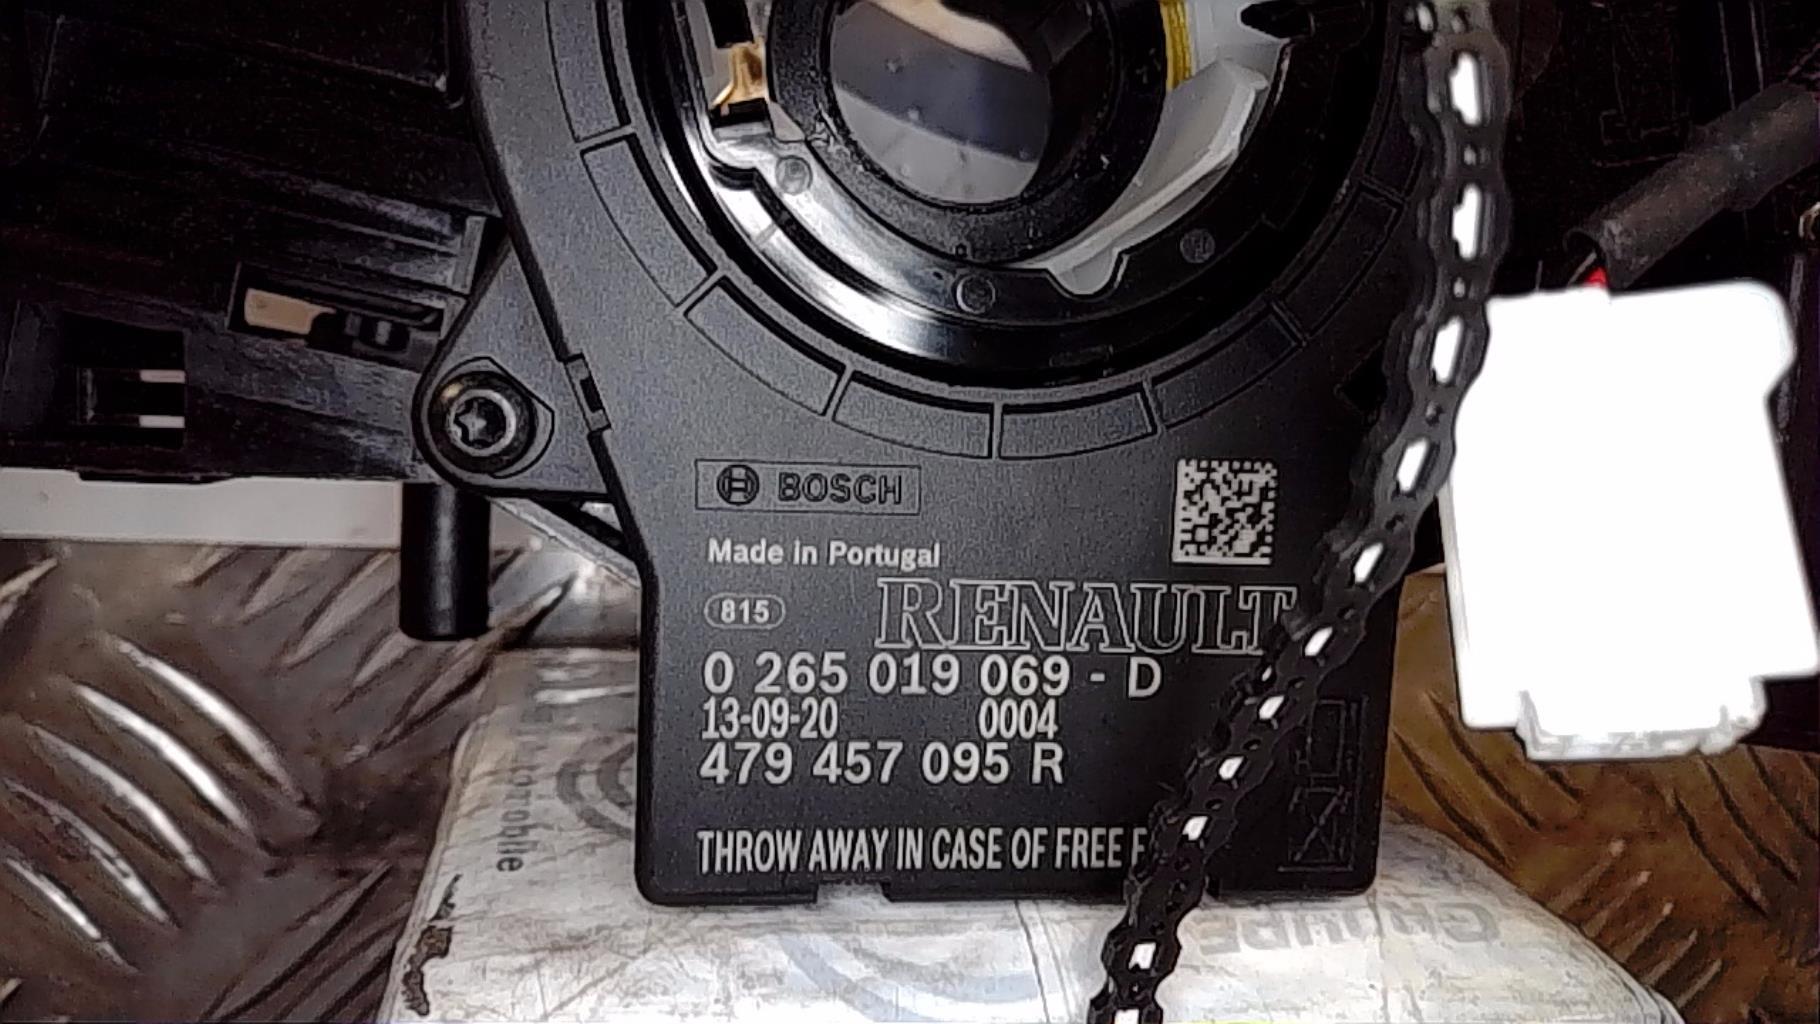 BOSCH
Made in Portugal
815
RENAULT
0 265 019 069 - D
13-09-20 0004
479 457 095 R
THROW AWAY IN CASE OF FREE
GROUPE